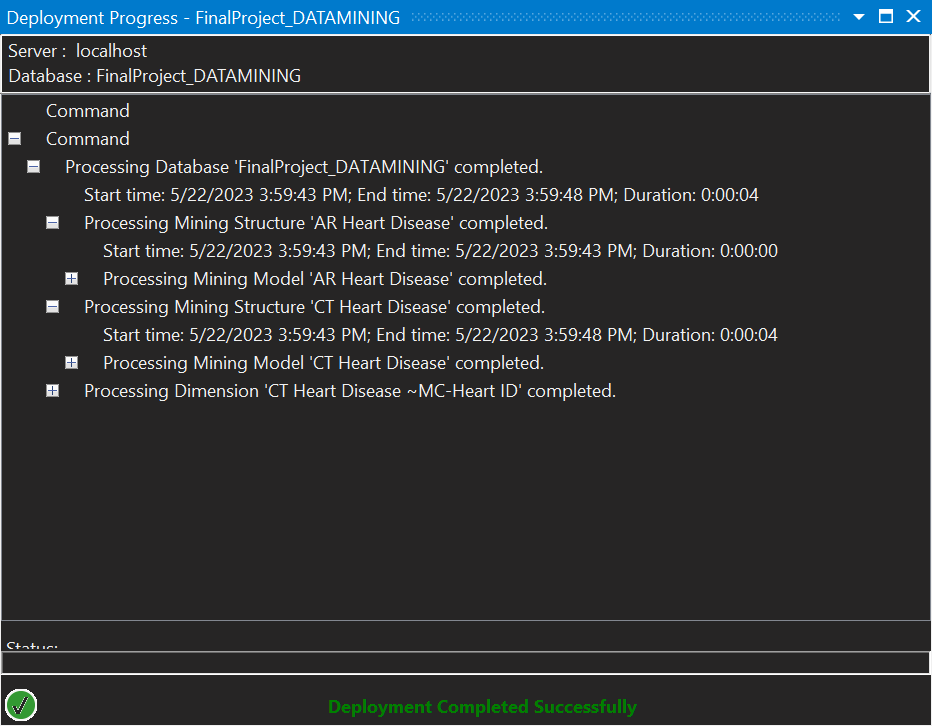 Deployment Progress - FinalProject_DATAMINING
Server : localhost
Database : FinalProject_DATAMINING
Command
Command
Processing Database 'FinalProject_DATAMINING' completed.
Start time: 5/22/2023 3:59:43 PM; End time: 5/22/2023 3:59:48 PM; Duration: 0:00:04
Processing Mining Structure 'AR Heart Disease' completed.
Start time: 5/22/2023 3:59:43 PM; End time: 5/22/2023 3:59:43 PM; Duration: 0:00:00
Processing Mining Model 'AR Heart Disease' completed.
Processing Mining Structure 'CT Heart Disease' completed.
Start time: 5/22/2023 3:59:43 PM; End time: 5/22/2023 3:59:48 PM; Duration: 0:00:04
Processing Mining Model 'CT Heart Disease' completed.
Processing Dimension 'CT Heart Disease ~MC-Heart ID' completed.
Status:
Deployment Completed Successfully